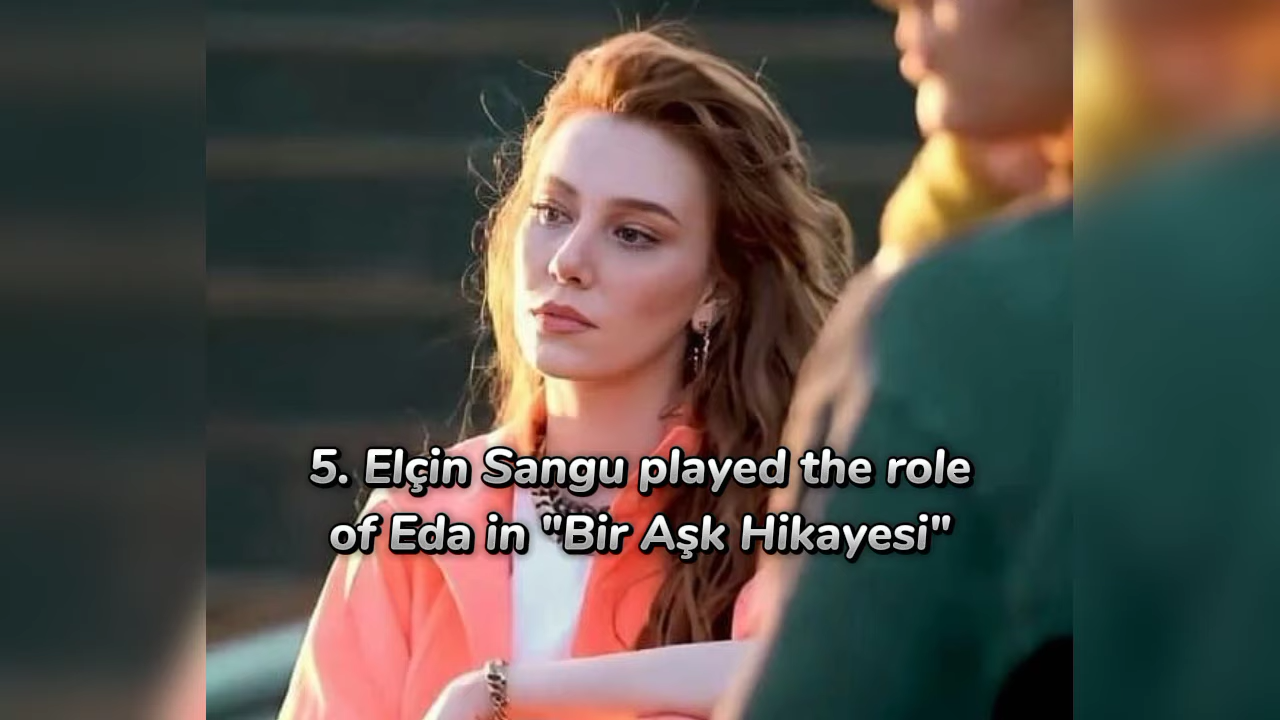 5. Elçin Sangu played the role
of Eda in "Bir Aşk Hikayesi"